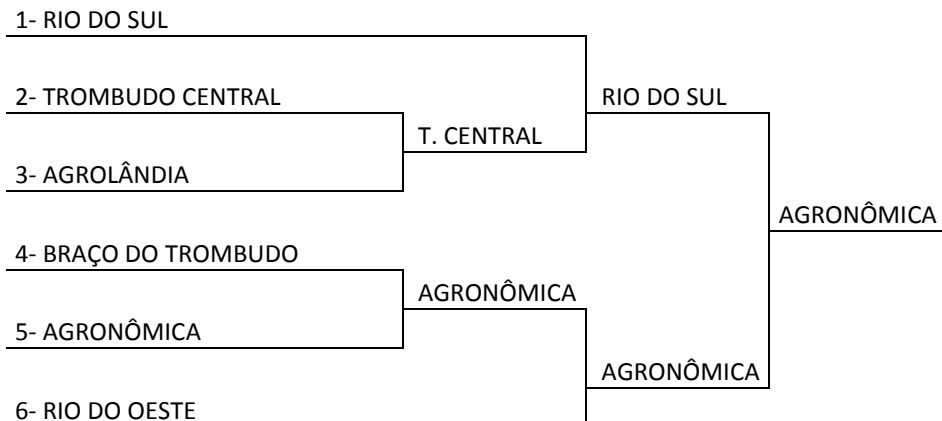 1- RIO DO SUL
2- TROMBUDO CENTRAL
RIO DO SUL
T. CENTRAL
3- AGROLÂNDIA
AGRONÔMICA
4- BRAÇO DO TROMBUDO
AGRONÔMICA
5- AGRONÔMICA
AGRONÔMICA
6- RIO DO OESTE